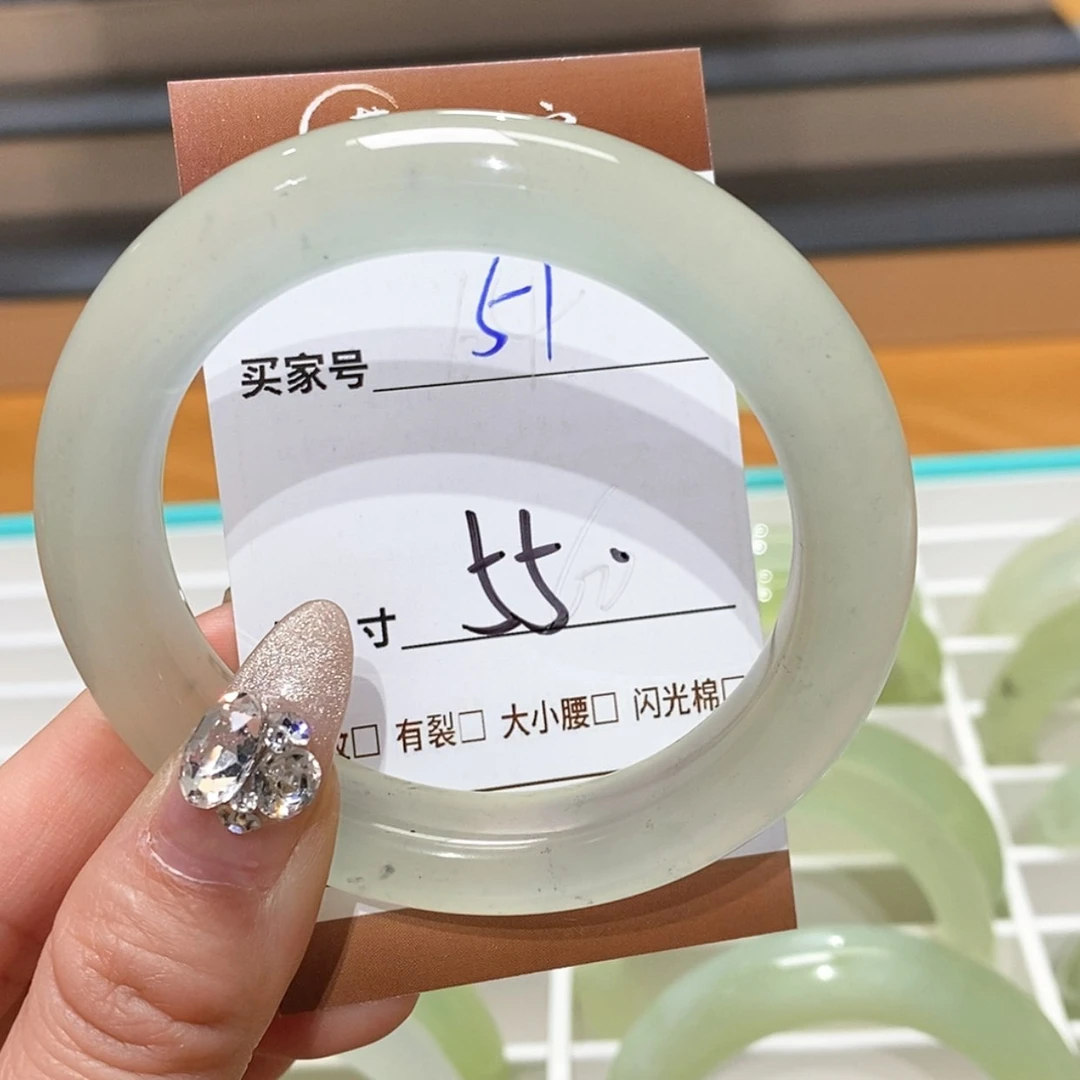 买家号 51
寸 55.
有裂□ 大小腰□ 闪光棉□